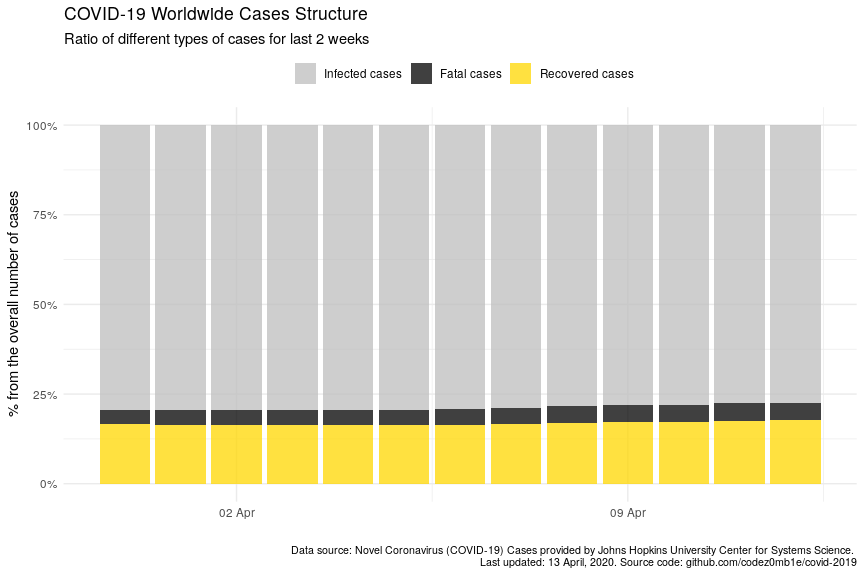 COVID-19 Worldwide Cases Structure
Ratio of different types of cases for last 2 weeks
Infected cases Fatal cases Recovered cases
% from the overall number of cases
100%
75%
50%
25%
0%
02 Apr 09 Apr
Data source: Novel Coronavirus (COVID-19) Cases provided by Johns Hopkins University Center for Systems Science.
Last updated: 13 April, 2020. Source code: github.com/codez0mb1e/covid-2019